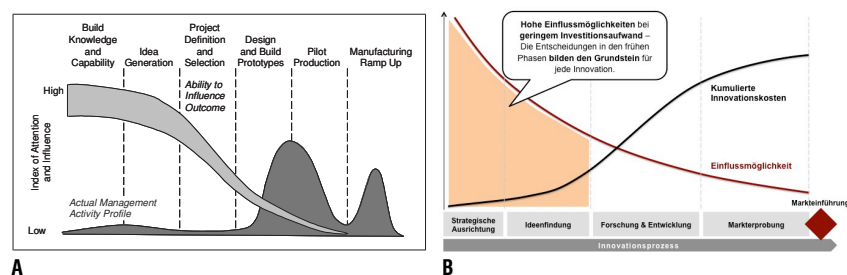 Build
Knowledge
and
Capability
Idea
Generation
Project
Definition
and
Selection
Design
and Build
Prototypes
Pilot
Production
Manufacturing
Ramp Up
High
Ability to
Influence
Outcome
Index of Attention
and Influence
Actual Management
Activity Profile
Low
A
Hohe Einflussmöglichkeiten bei
geringem Investitionsaufwand –
Die Entscheidungen in den frühen
Phasen bilden den Grundstein für
jede Innovation.
Kumulierte
Innovationskosten
Einflussmöglichkeit
Markteinführung
Strategische
Ausrichtung
Ideenfindung
Forschung & Entwicklung
Markterprobung
Innovationsprozess
B